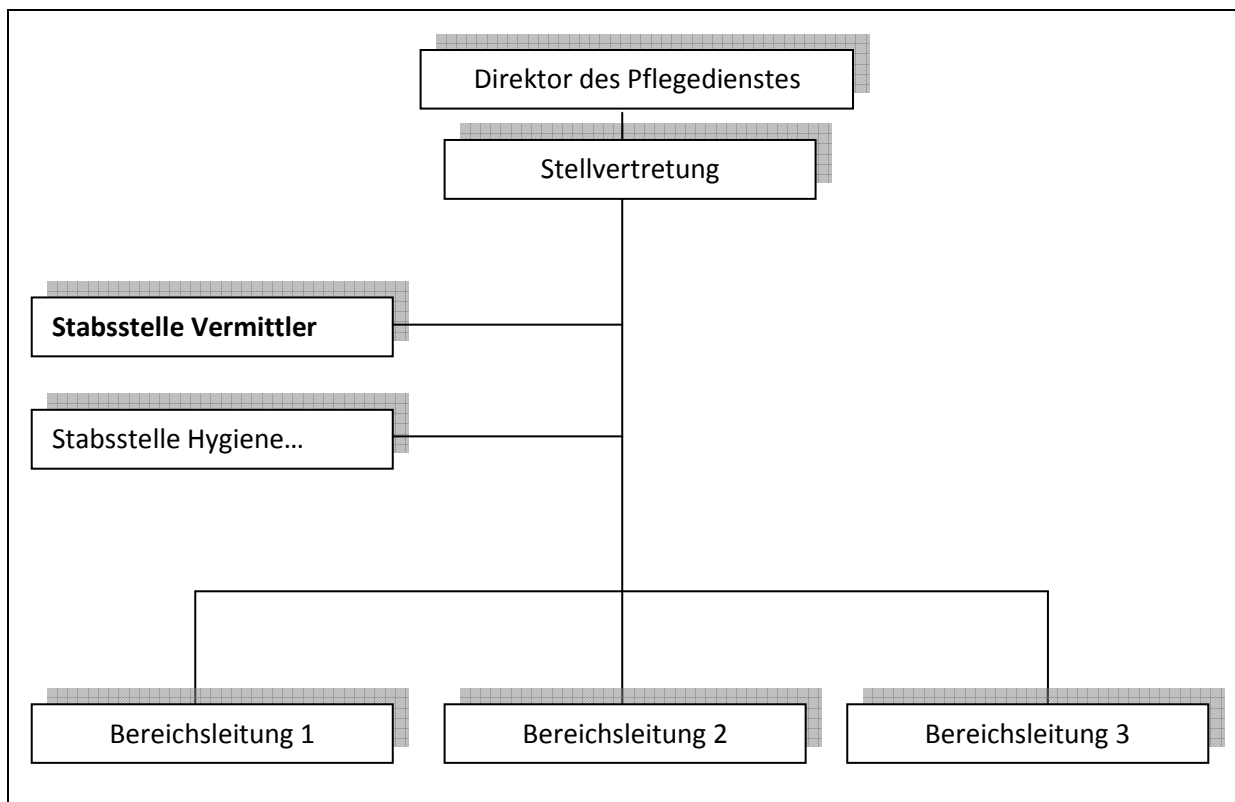 Direktor des Pflegedienstes
Stellvertretung
Stabsstelle Vermittler
Stabsstelle Hygiene…
Bereichsleitung 1
Bereichsleitung 2
Bereichsleitung 3